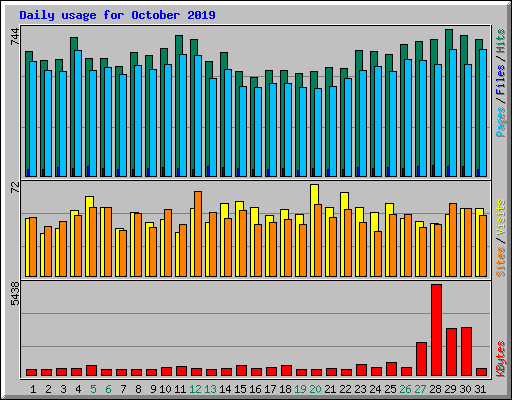 Daily usage for October 2019
744
Pages / Files / Hits
72
Sites / Visits
5438
KBytes
1 2 3 4 5 6 7 8 9 10 11 12 13 14 15 16 17 18 19 20 21 22 23 24 25 26 27 28 29 30 31